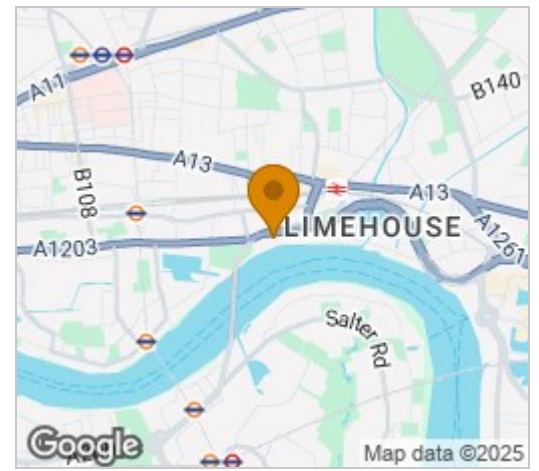 A11
B140
A13
B108
A13
LIMEHOUSE
A1203
A1261
Salter Rd
Google
Map data ©2025